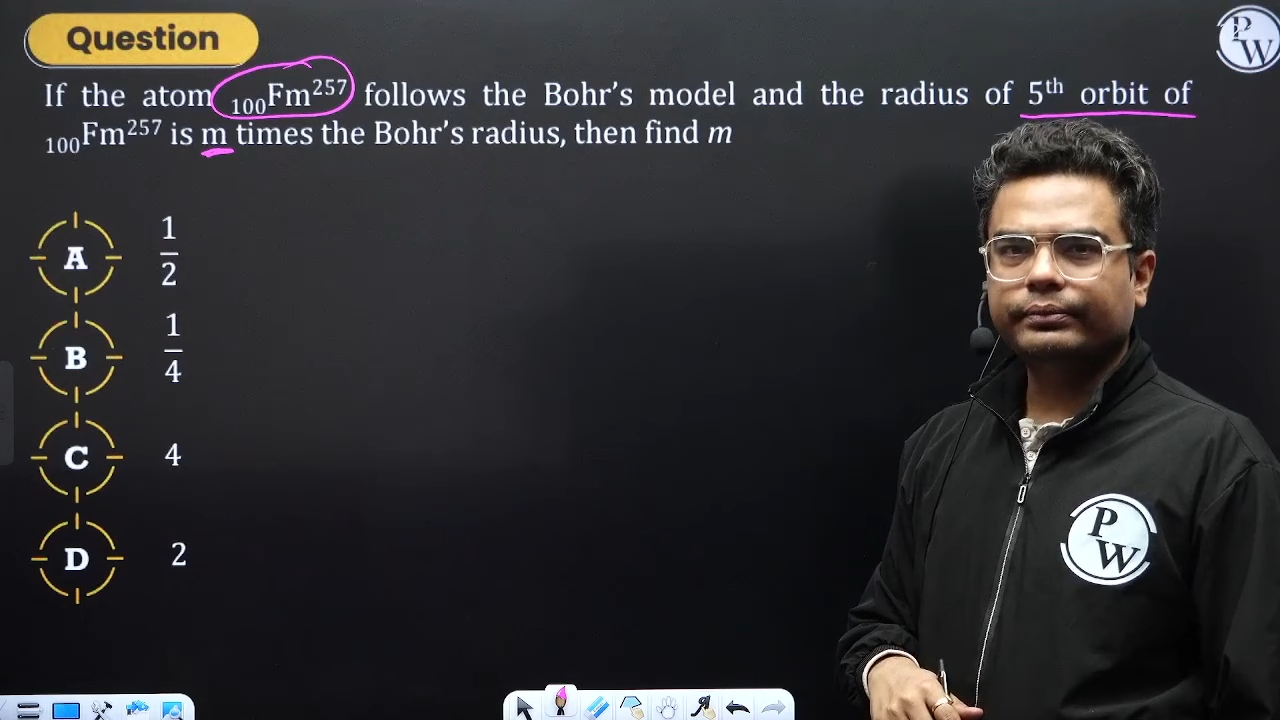 Question
PW
If the atom ₁₀₀Fm²⁵⁷ follows the Bohr’s model and the radius of 5ᵗʰ orbit of
₁₀₀Fm²⁵⁷ is m times the Bohr’s radius, then find m
A 1/2
B 1/4
C 4
D 2
PW